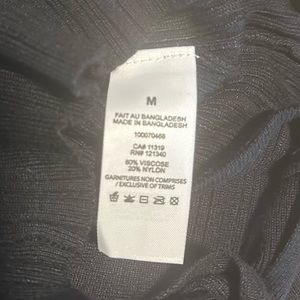 M
FAIT AU BANGLADESH
MADE IN BANGLADESH
100070468
CA# 11319
RN# 121340
80% VISCOSE
20% NYLON
GARNITURES NON COMPRISES
/ EXCLUSIVE OF TRIMS